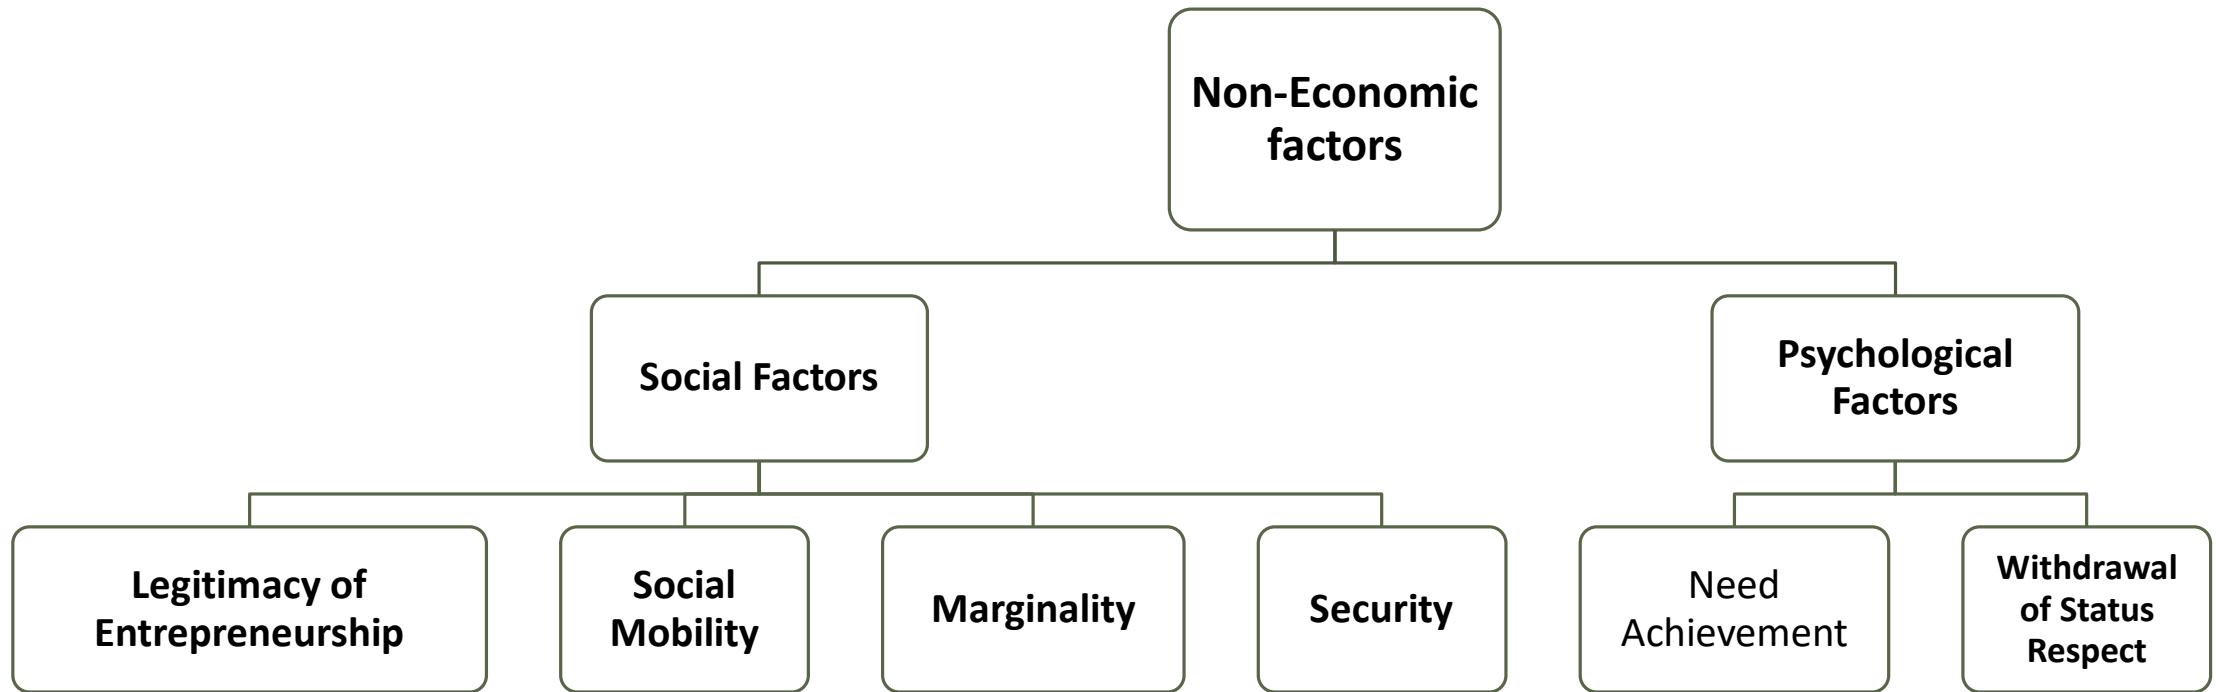 Non-Economic
factors
Social Factors
Psychological
Factors
Legitimacy of
Entrepreneurship
Social
Mobility
Marginality
Security
Need
Achievement
Withdrawal
of Status
Respect